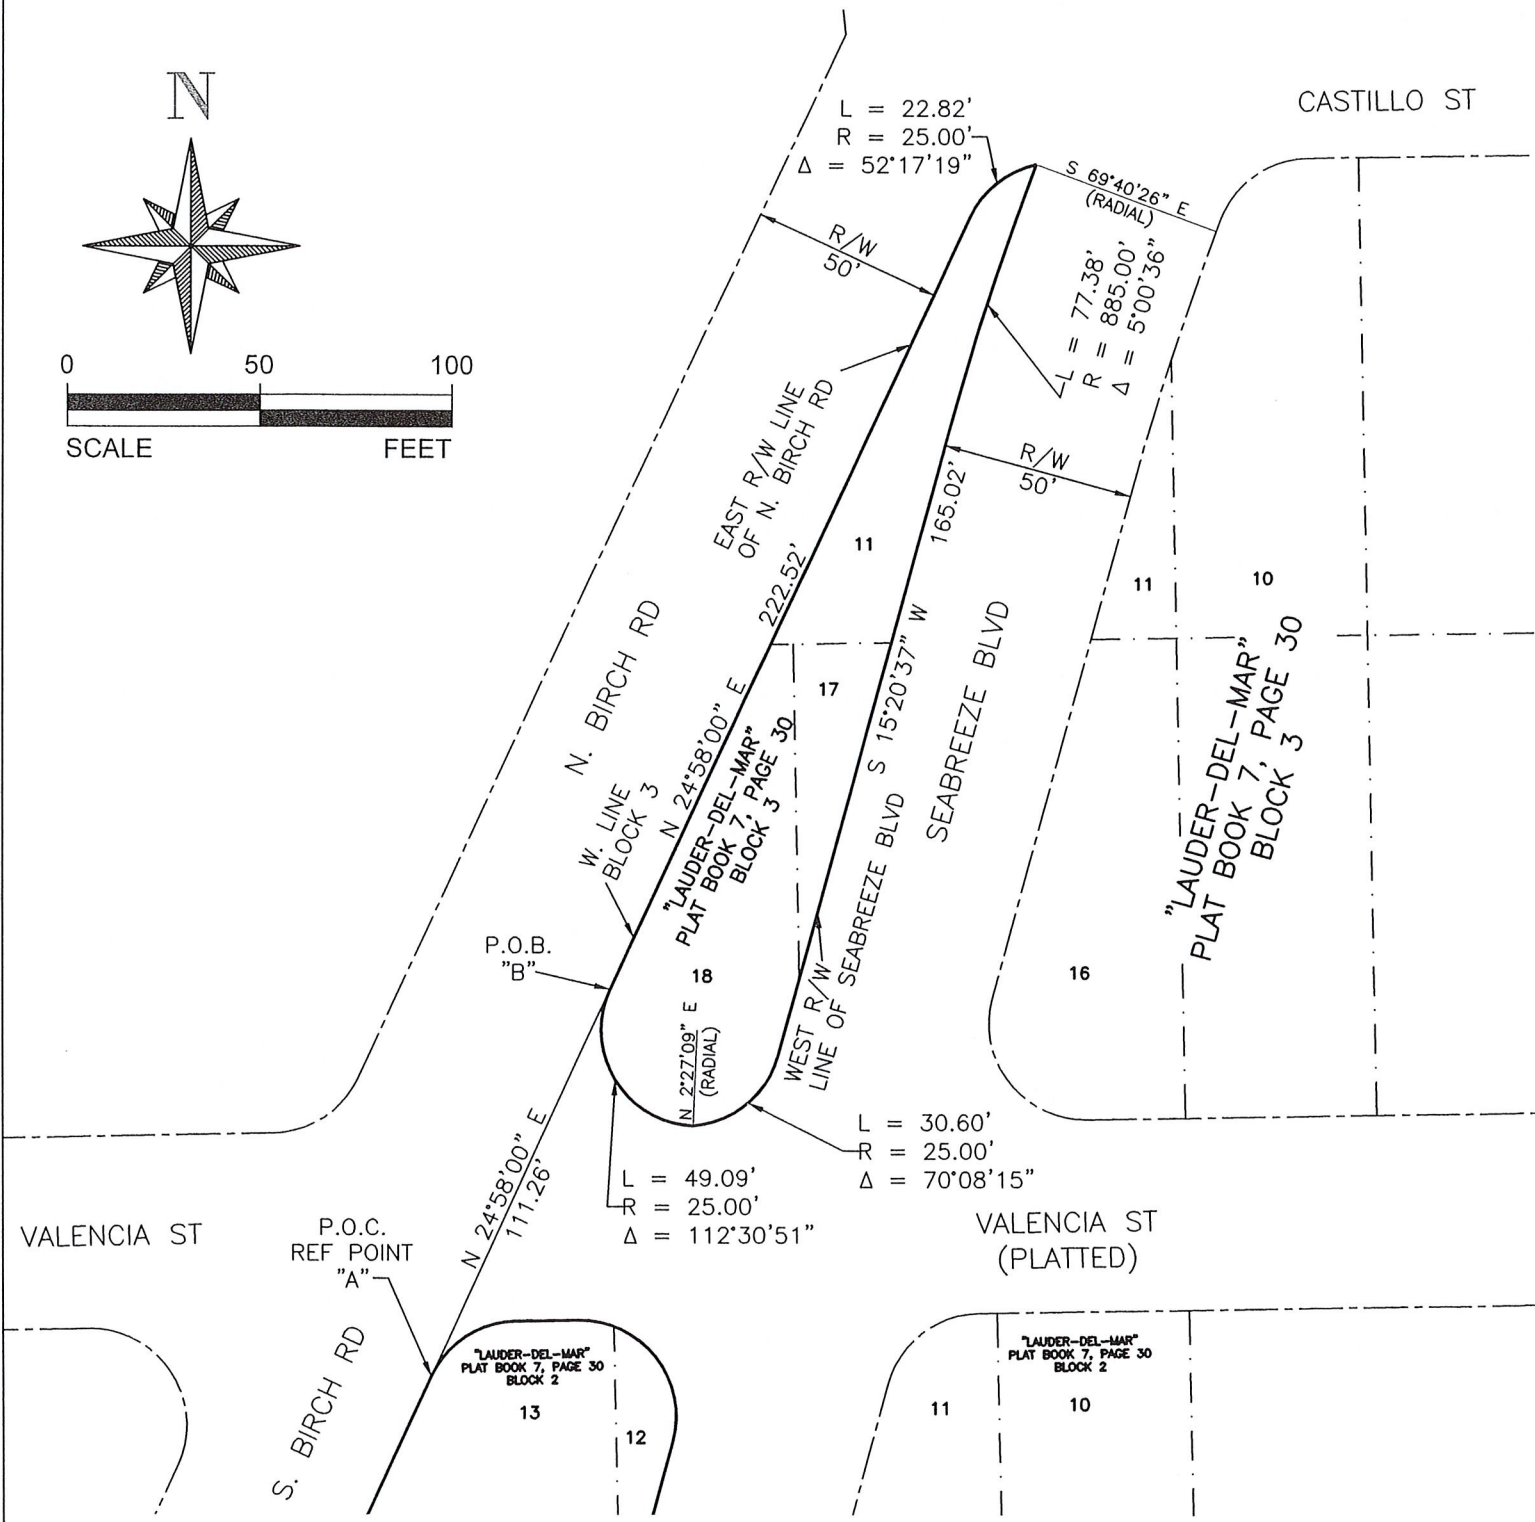 N
0 50 100
SCALE FEET
L = 22.82'
R = 25.00'
Δ = 52°17'19"
CASTILLO ST
S 69°40'26" E
(RADIAL)
R/W
50'
L = 77.38'
R = 885.00'
Δ = 5°00'36"
EAST R/W LINE
OF N. BIRCH RD
R/W
50'
165.02'
11
222.52'
11
10
N. BIRCH RD
17
S 15°20'37" W
SEABREEZE BLVD
"LAUDER-DEL-MAR"
PLAT BOOK 7, PAGE 30
BLOCK 3
N 24°58'00" E
W. LINE
BLOCK 3
"LAUDER-DEL-MAR"
PLAT BOOK 7, PAGE 30
BLOCK 3
P.O.B.
"B"
18
16
N 2°27'09" E
(RADIAL)
WEST R/W
LINE OF SEABREEZE BLVD
L = 30.60'
R = 25.00'
Δ = 70°08'15"
L = 49.09'
R = 25.00'
Δ = 112°30'51"
N 24°58'00" E
111.26'
VALENCIA ST
P.O.C.
REF POINT
"A"
VALENCIA ST
(PLATTED)
S. BIRCH RD
"LAUDER-DEL-MAR"
PLAT BOOK 7, PAGE 30
BLOCK 2
13
12
"LAUDER-DEL-MAR"
PLAT BOOK 7, PAGE 30
BLOCK 2
11
10